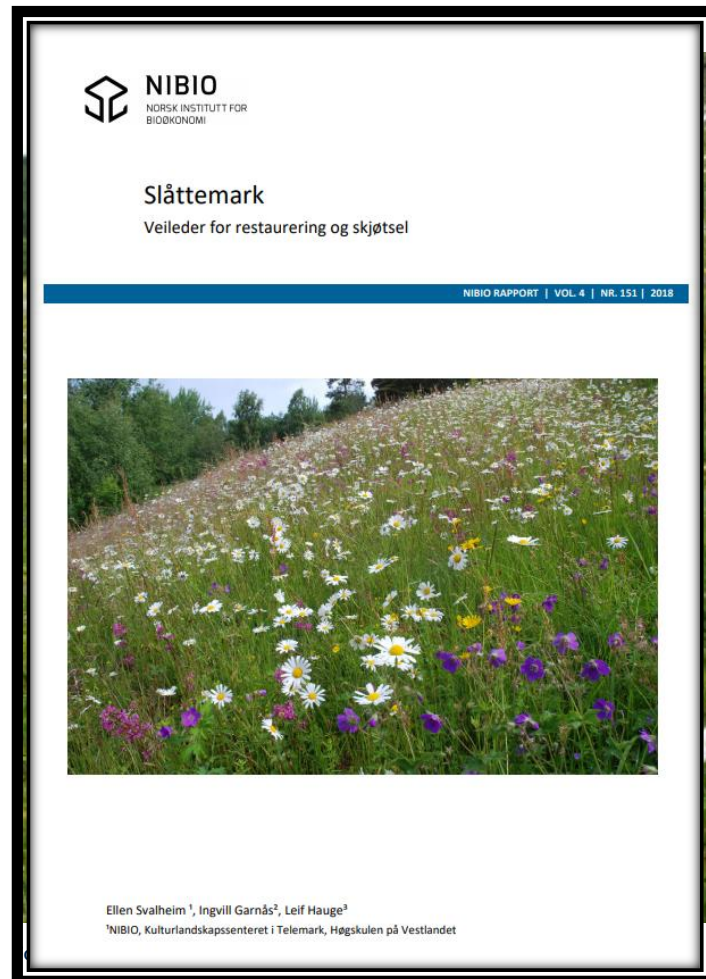 NIBIO
NORSK INSTITUTT FOR
BIOØKONOMI
Slåttemark
Veileder for restaurering og skjøtsel
NIBIO RAPPORT | VOL. 4 | NR. 151 | 2018
Ellen Svalheim ¹, Ingvill Garnås², Leif Hauge³
¹NIBIO, Kulturlandskapssenteret i Telemark, Høgskulen på Vestlandet